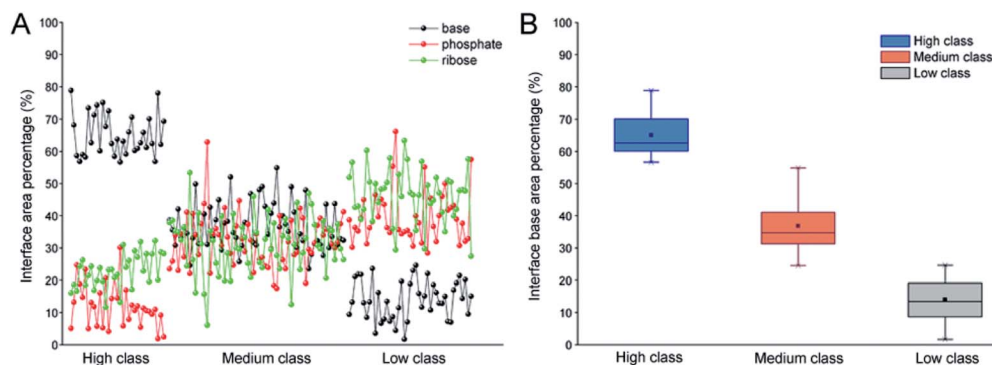 A
Interface area percentage (%)
100
90
80
70
60
50
40
30
20
10
0
base
phosphate
ribose
High class
Medium class
Low class
B
Interface base area percentage (%)
100
90
80
70
60
50
40
30
20
10
0
High class
Medium class
Low class
High class
Medium class
Low class